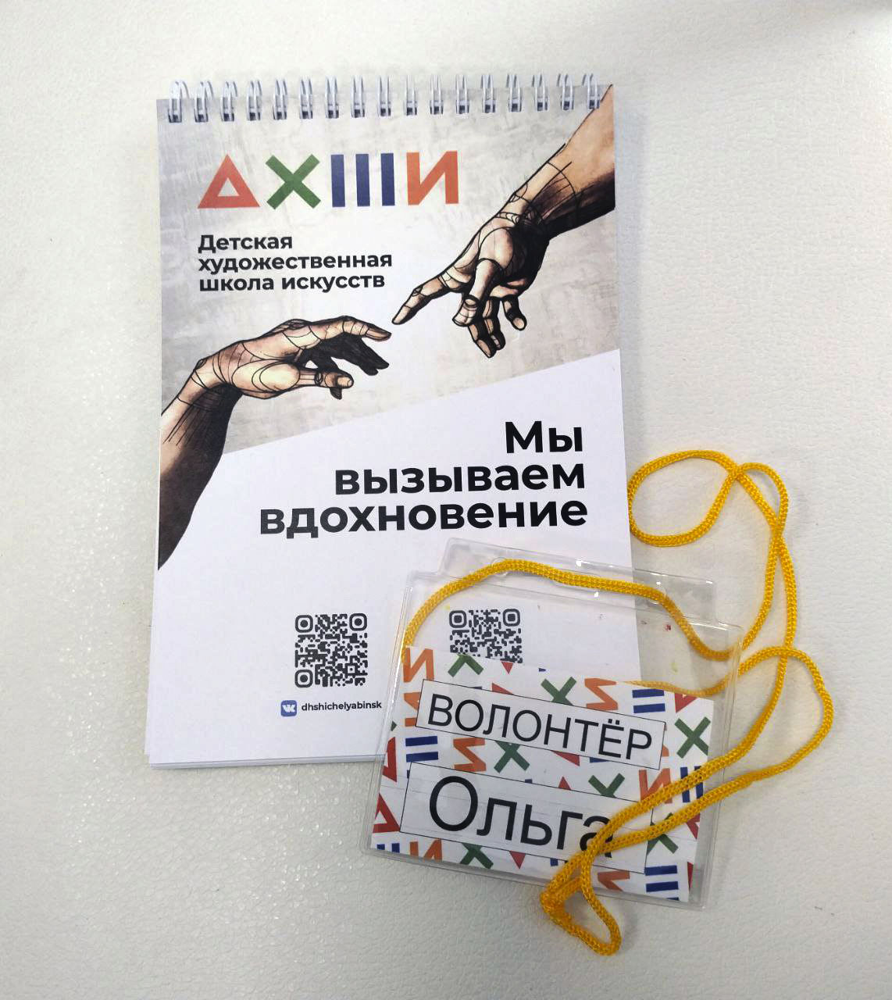 ДХШИ
Детская
художественная
школа искусств
Мы
вызываем
вдохновение
dhshichelyabinsk
ВОЛОНТЁР
Ольга